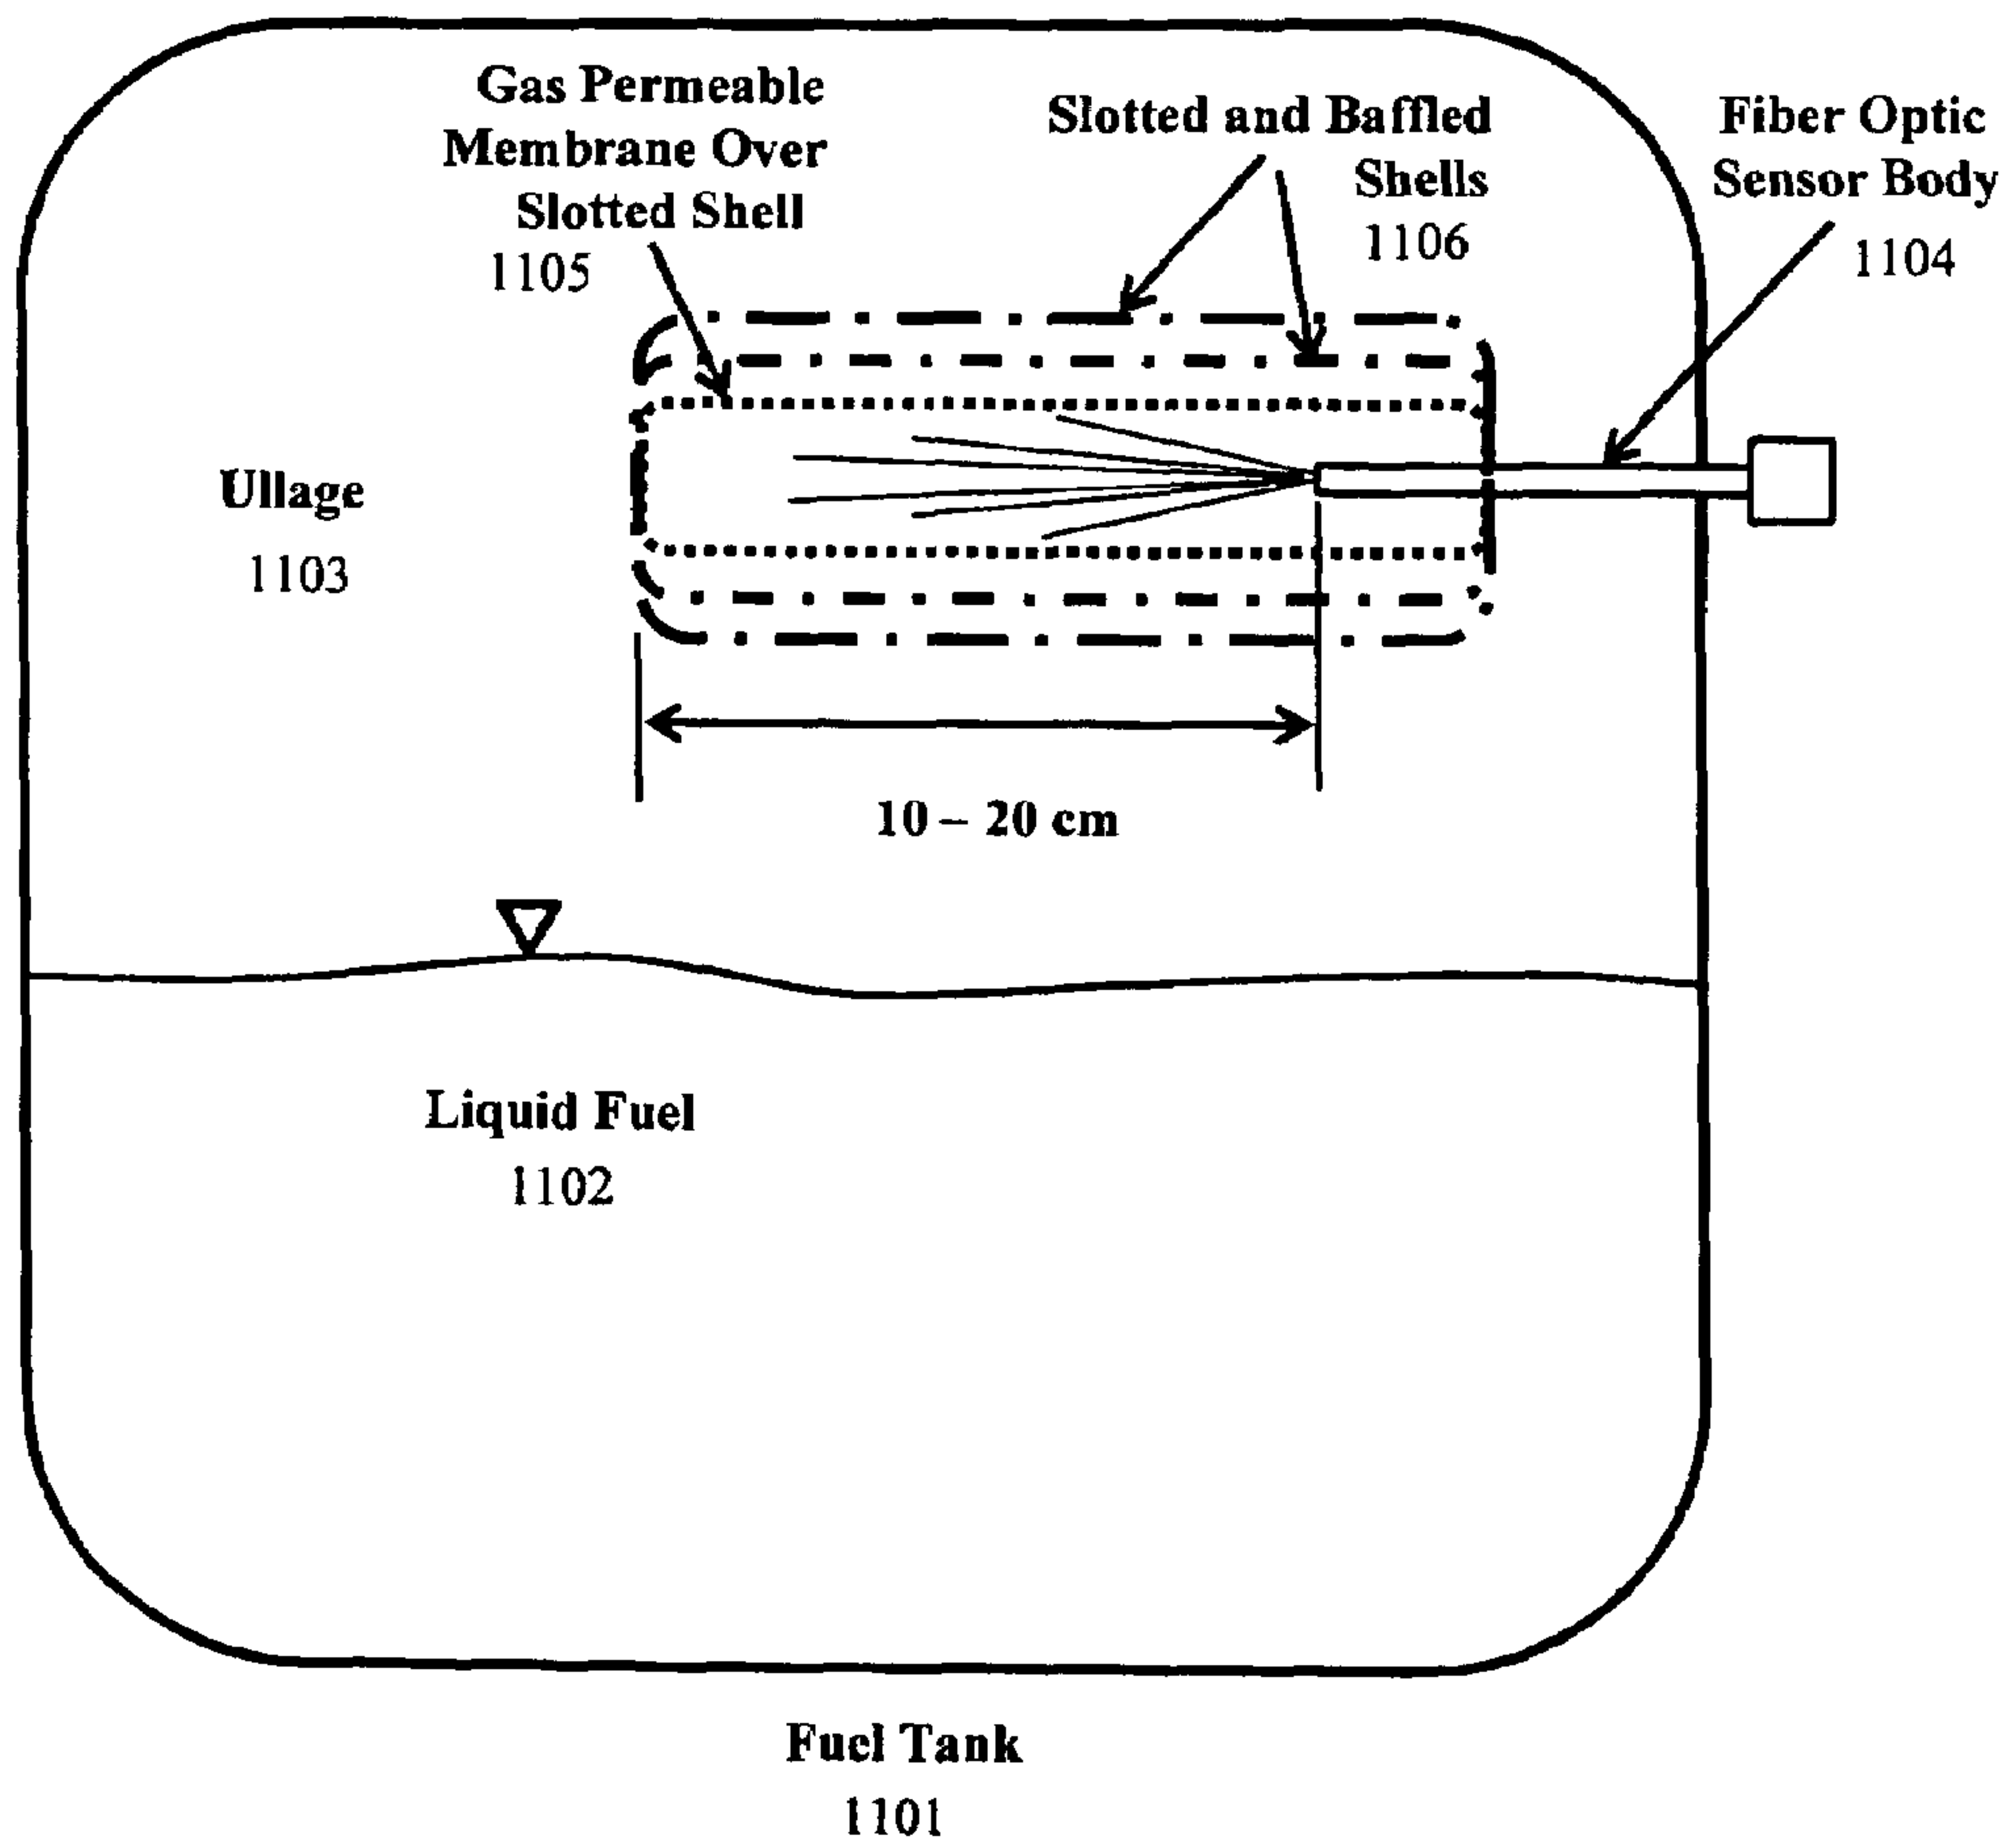 Gas Permeable
Membrane Over
Slotted Shell
1105
Slotted and Baffled
Shells
1106
Fiber Optic
Sensor Body
1104
Ullage
1103
10 – 20 cm
Liquid Fuel
1102
Fuel Tank
1101